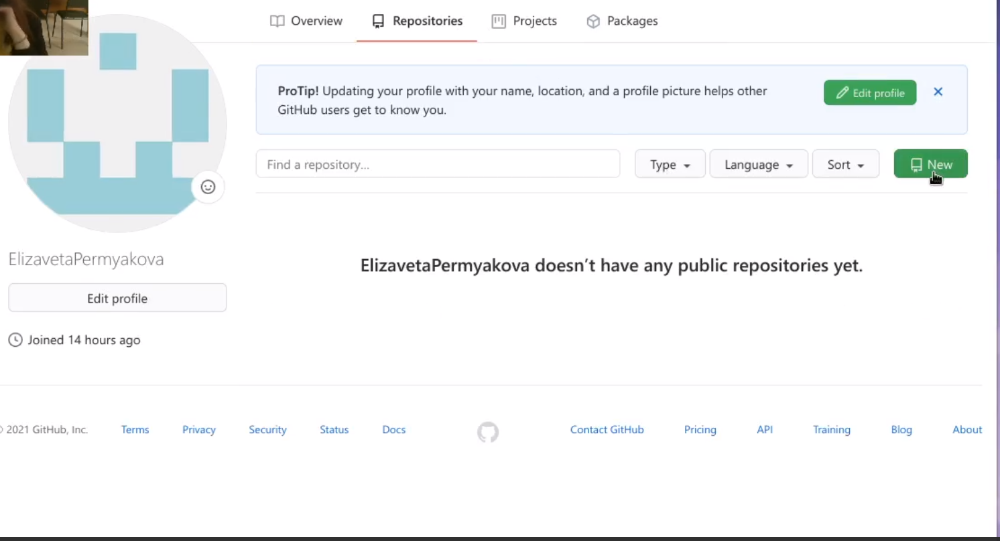 Overview Repositories Projects Packages
ProTip! Updating your profile with your name, location, and a profile picture helps other
GitHub users get to know you.
Edit profile
Find a repository...
Type
Language
Sort
New
ElizavetaPermyakova
Edit profile
Joined 14 hours ago
ElizavetaPermyakova doesn’t have any public repositories yet.
© 2021 GitHub, Inc. Terms Privacy Security Status Docs Contact GitHub Pricing API Training Blog About